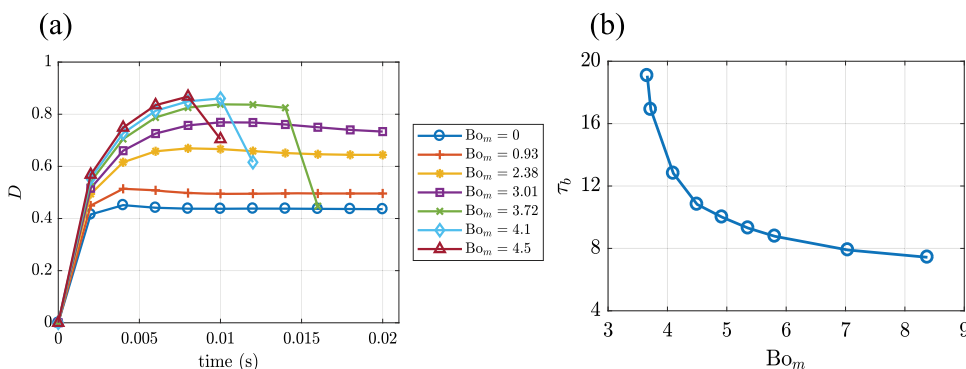 (a)
1
0.8
0.6
0.4
0.2
0
D
0 0.005 0.01 0.015 0.02
time (s)
Bo_m = 0
Bo_m = 0.93
Bo_m = 2.38
Bo_m = 3.01
Bo_m = 3.72
Bo_m = 4.1
Bo_m = 4.5
(b)
20
16
12
8
4
τ_b
3 4 5 6 7 8 9
Bo_m